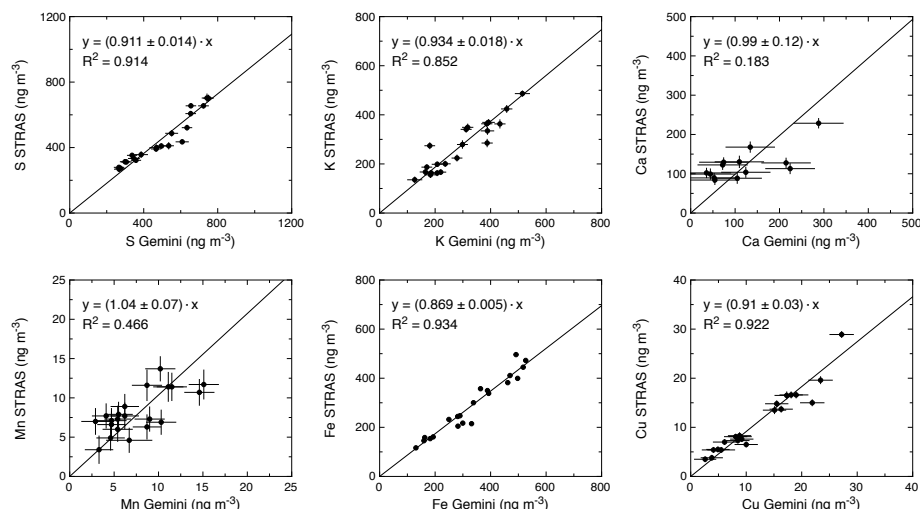 1200
800
400
0
S STRAS (ng m⁻³)
y = (0.911 ± 0.014) · x
R² = 0.914
0
400
800
1200
S Gemini (ng m⁻³)
800
600
400
200
0
K STRAS (ng m⁻³)
y = (0.934 ± 0.018) · x
R² = 0.852
0
200
400
600
800
K Gemini (ng m⁻³)
500
400
300
200
100
0
Ca STRAS (ng m⁻³)
y = (0.99 ± 0.12) · x
R² = 0.183
0
100
200
300
400
500
Ca Gemini (ng m⁻³)
25
20
15
10
5
0
Mn STRAS (ng m⁻³)
y = (1.04 ± 0.07) · x
R² = 0.466
0
5
10
15
20
25
Mn Gemini (ng m⁻³)
800
600
400
200
0
Fe STRAS (ng m⁻³)
y = (0.869 ± 0.005) · x
R² = 0.934
0
200
400
600
800
Fe Gemini (ng m⁻³)
40
30
20
10
0
Cu STRAS (ng m⁻³)
y = (0.91 ± 0.03) · x
R² = 0.922
0
10
20
30
40
Cu Gemini (ng m⁻³)